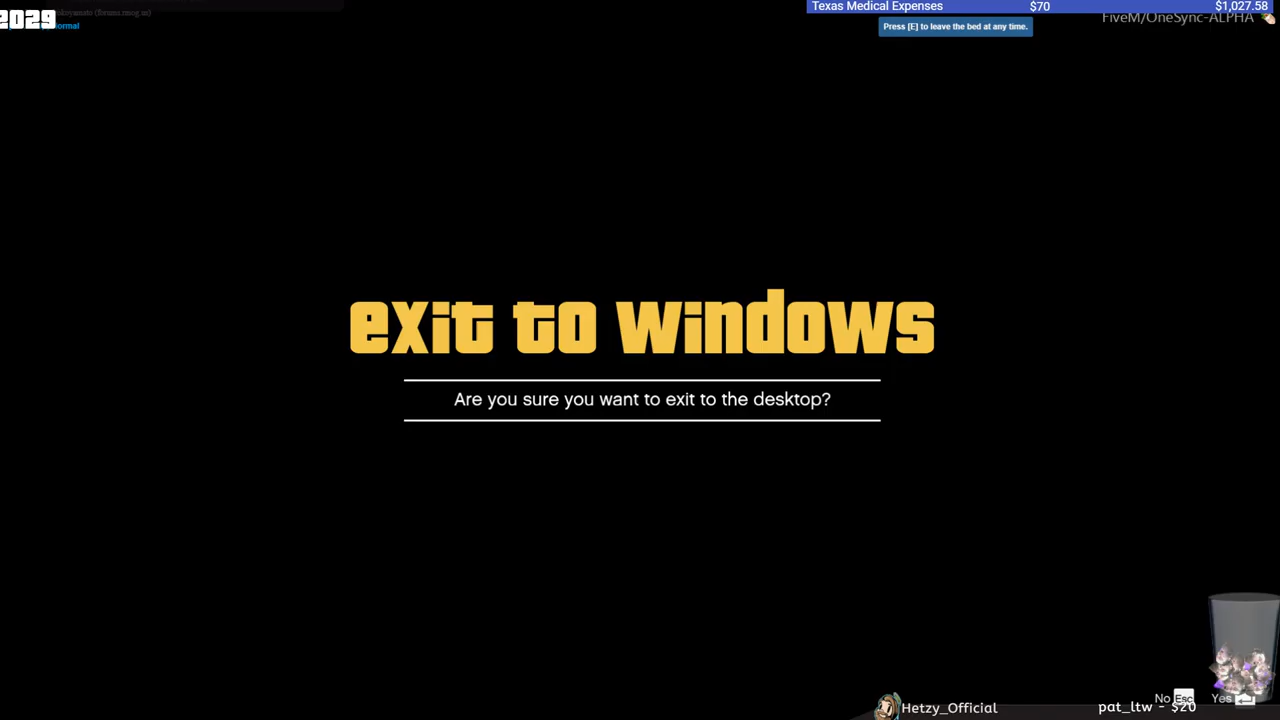 2029
ormal
Texas Medical Expenses $70 $1,027.58
FiveM/OneSync-ALPHA
Press [E] to leave the bed at any time.
exit to windows
Are you sure you want to exit to the desktop?
No Esc Yes
Hetzy_Official
pat_ltw - $20